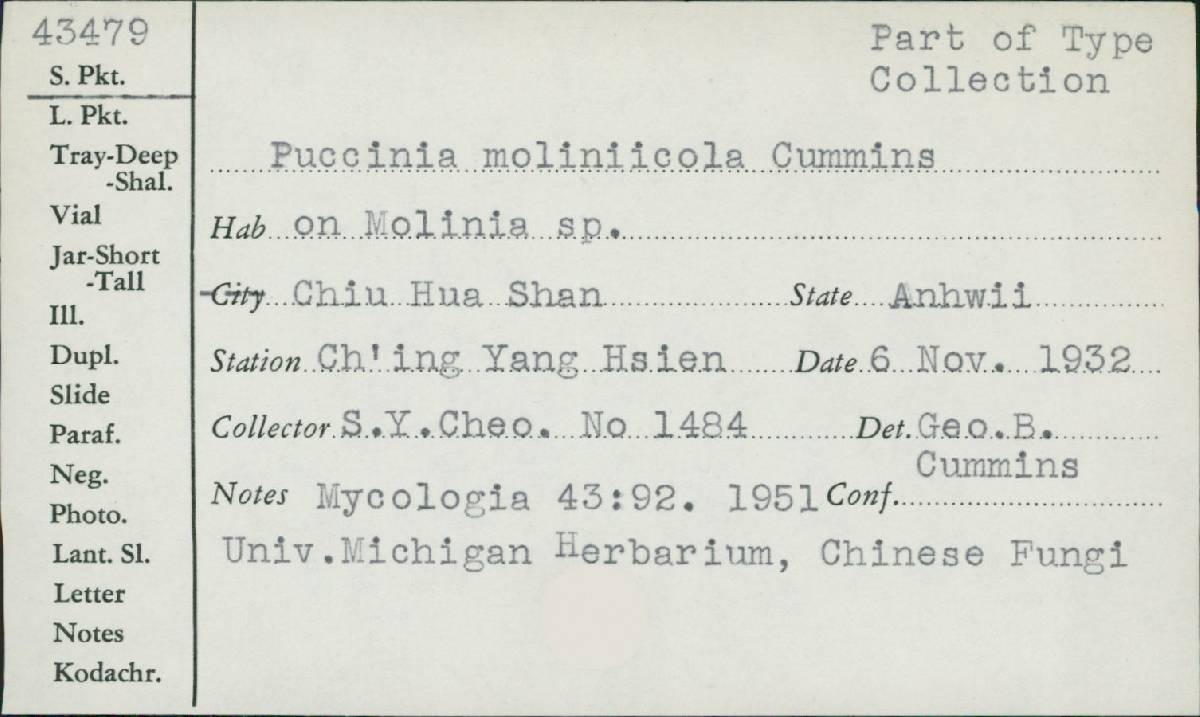 43479
Part of Type
Collection
S. Pkt.
L. Pkt.
Tray-Deep
-Shal.
Vial
Jar-Short
-Tall
Ill.
Dupl.
Slide
Paraf.
Neg.
Photo.
Lant. Sl.
Letter
Notes
Kodachr.
Puccinia moliniicola Cummins
Hab on Molinia sp.
City Chiu Hua Shan State Anhwii
Station Ch'ing Yang Hsien Date 6 Nov. 1932
Collector S.Y.Cheo. No 1484 Det. Geo.B.
Cummins
Notes Mycologia 43:92. 1951 Conf.
Univ.Michigan Herbarium, Chinese Fungi